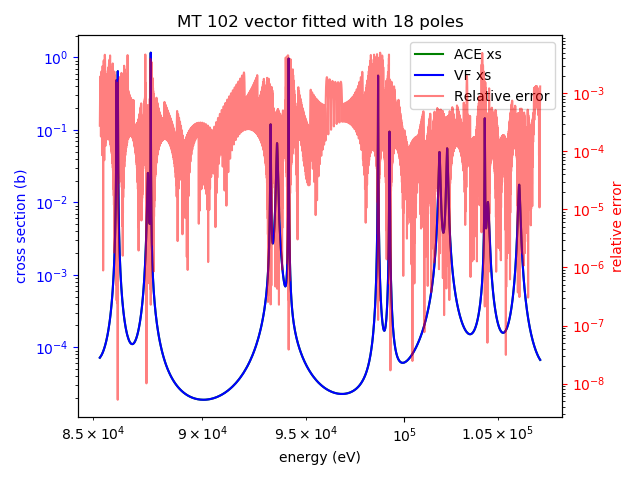 MT 102 vector fitted with 18 poles
ACE xs
VF xs
Relative error
10⁰
10⁻¹
10⁻²
10⁻³
10⁻⁴
cross section (b)
10⁻³
10⁻⁴
10⁻⁵
10⁻⁶
10⁻⁷
10⁻⁸
relative error
8.5 × 10⁴ 9 × 10⁴ 9.5 × 10⁴ 10⁵ 1.05 × 10⁵
energy (eV)